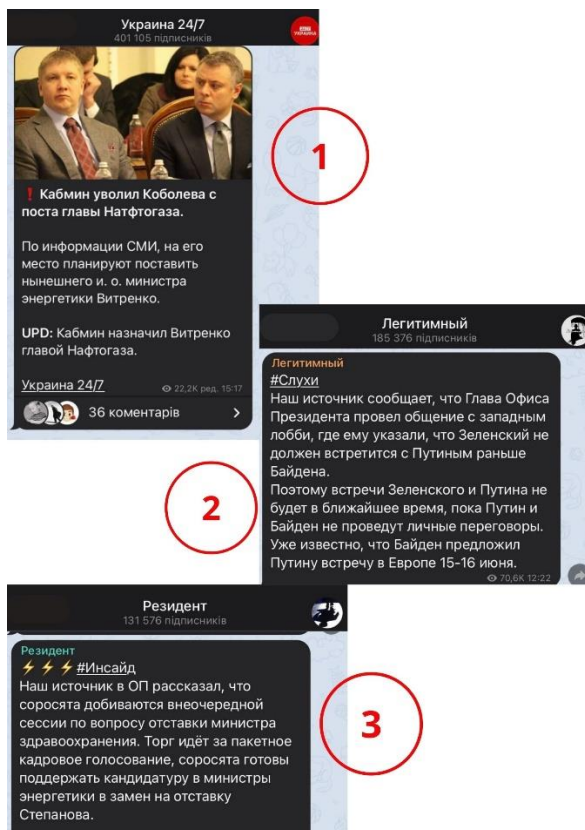 Украина 24/7
401 105 підписників
❗ Кабмин уволил Коболева с
поста главы Натфтогаза.
По информации СМИ, на его
место планируют поставить
нынешнего и. о. министра
энергетики Витренко.
UPD: Кабмин назначил Витренко
главой Нафтогаза.
Украина 24/7
22,2K ред. 15:17
36 коментарів
1
Легитимный
185 376 підписників
Легитимный
#Слухи
Наш источник сообщает, что Глава Офиса
Президента провел общение с западным
лобби, где ему указали, что Зеленский не
должен встретится с Путиным раньше
Байдена.
Поэтому встречи Зеленского и Путина не
будет в ближайшее время, пока Путин и
Байден не проведут личные переговоры.
Уже известно, что Байден предложил
Путину встречу в Европе 15-16 июня.
70,6K 12:22
2
Резидент
131 576 підписників
Резидент
⚡⚡⚡#Инсайд
Наш источник в ОП рассказал, что
соросята добиваются внеочередной
сессии по вопросу отставки министра
здравоохранения. Торг идёт за пакетное
кадровое голосование, соросята готовы
поддержать кандидатуру в министры
энергетики в замен на отставку
Степанова.
3